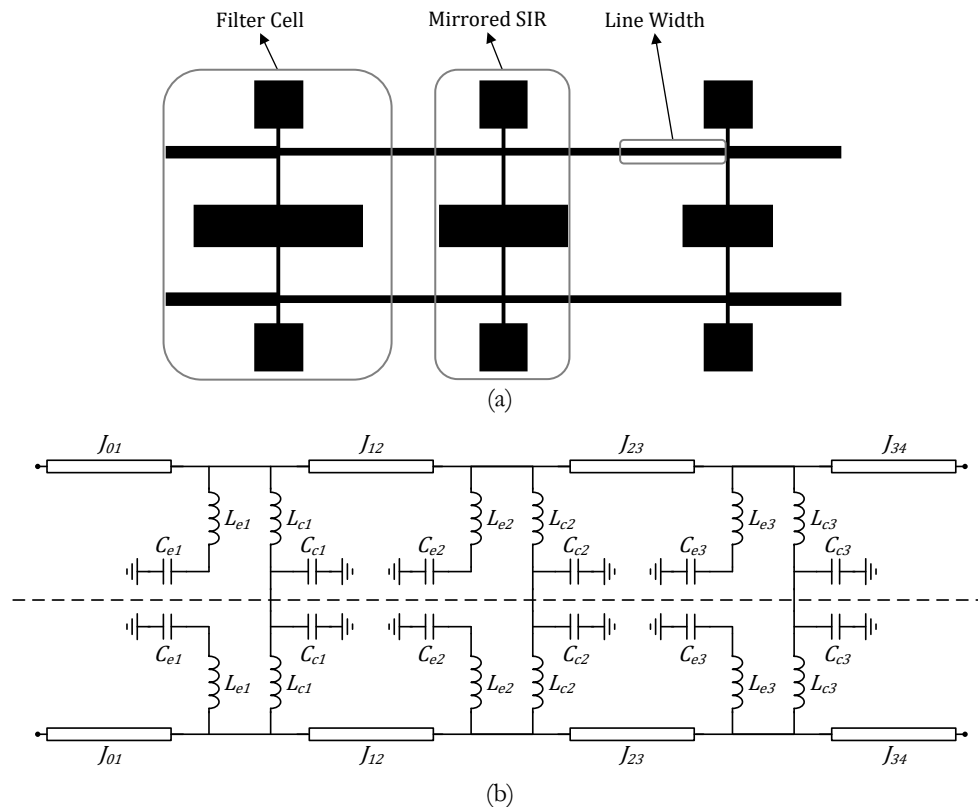 Filter Cell
Mirrored SIR
Line Width
(a)
J01
J12
J23
J34
Le1
Lc1
Le2
Lc2
Le3
Lc3
Ce1
Cc1
Ce2
Cc2
Ce3
Cc3
Ce1
Cc1
Ce2
Cc2
Ce3
Cc3
Le1
Lc1
Le2
Lc2
Le3
Lc3
J01
J12
J23
J34
(b)